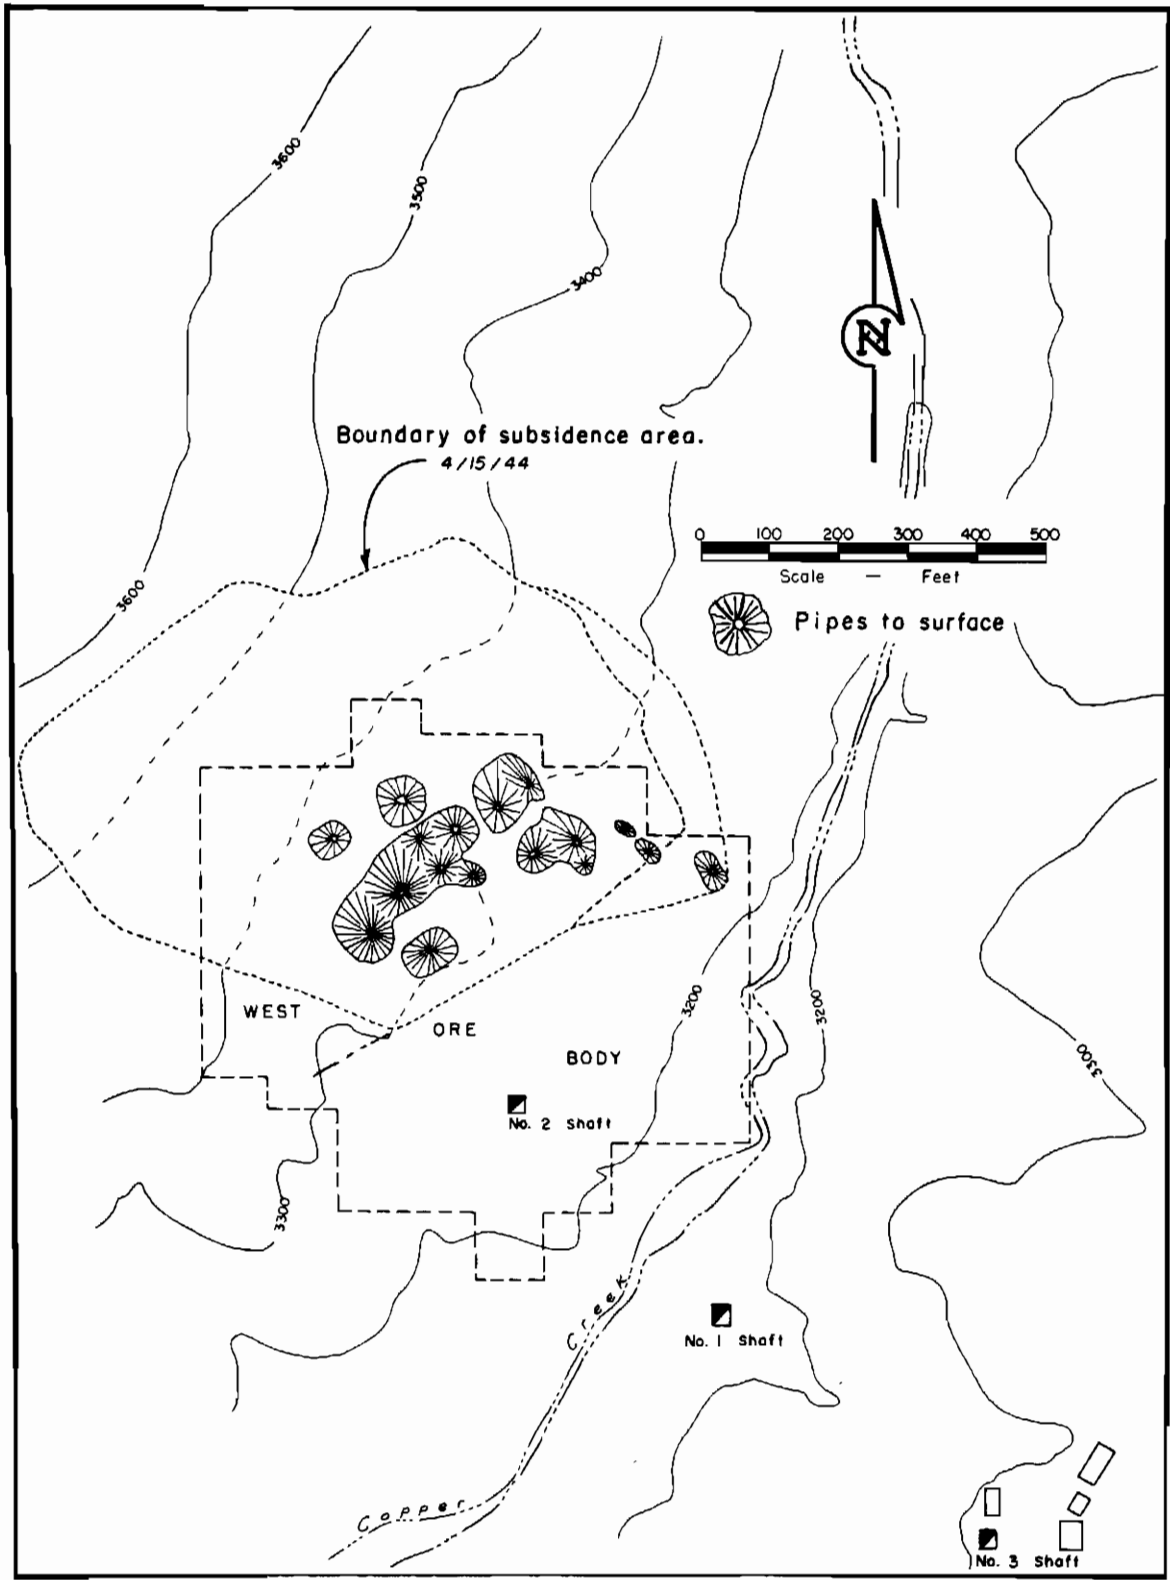 3600
3500
3400
N
Boundary of subsidence area.
4/15/44
0 100 200 300 400 500
Scale — Feet
3600
Pipes to surface
WEST
ORE
BODY
3200
3200
3300
No. 2 Shaft
3300
Creek
No. 1 Shaft
Copper
No. 3 Shaft